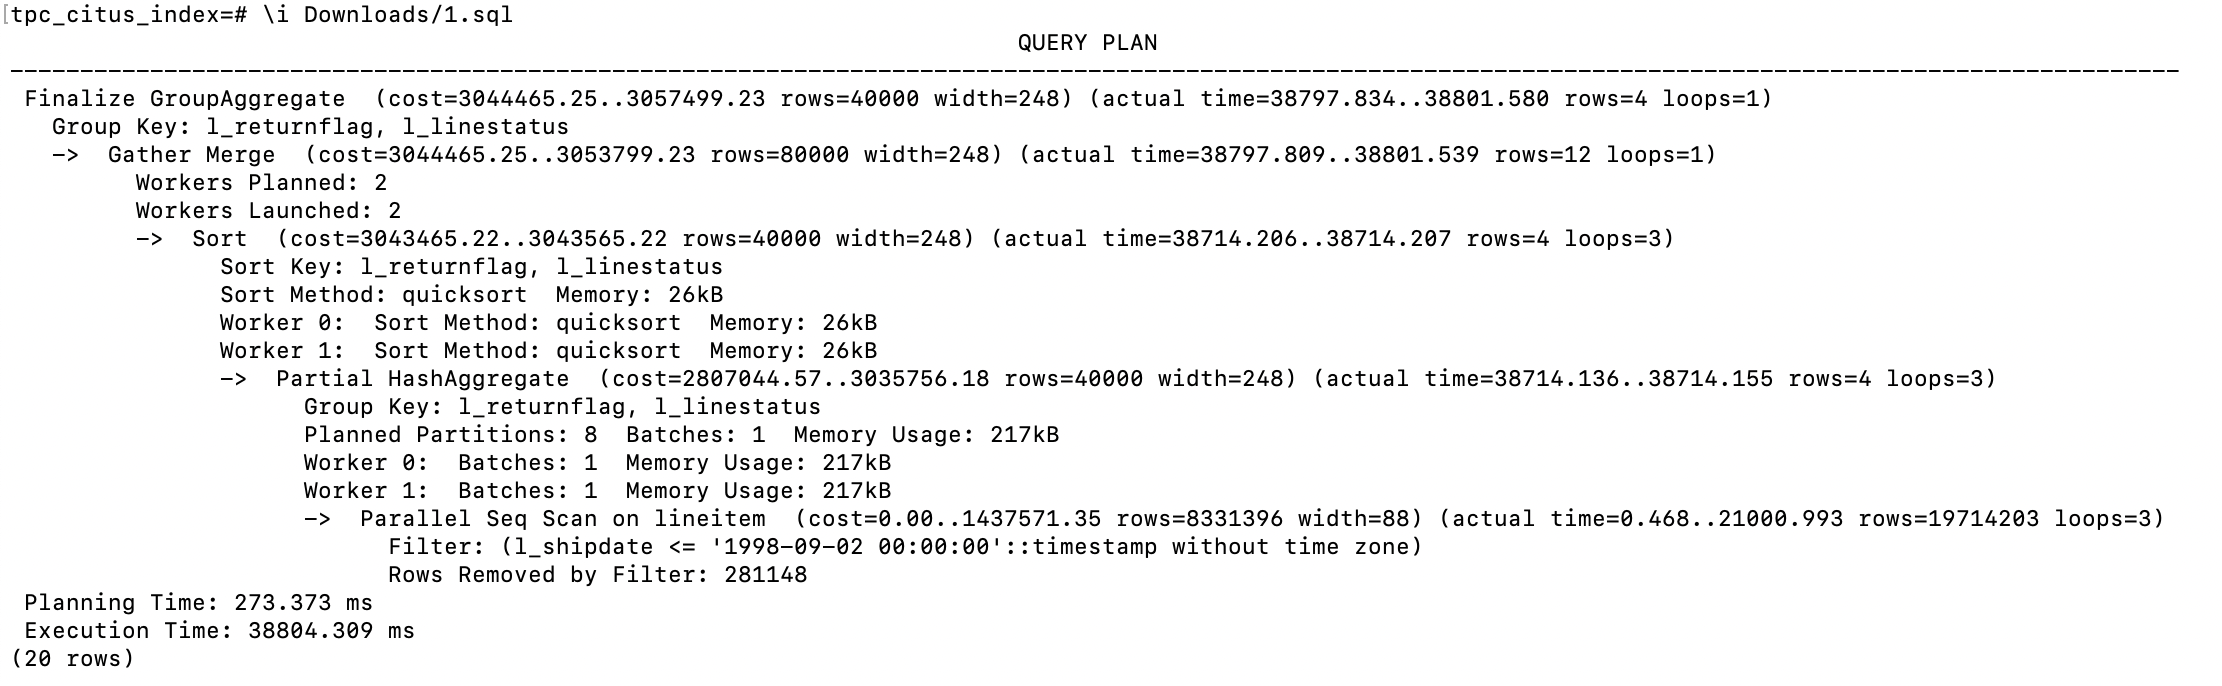 [tpc_citus_index=# \i Downloads/1.sql
QUERY PLAN
-----------------------------------------------------------------------------------------------------------------------------------------------------------
Finalize GroupAggregate  (cost=3044465.25..3057499.23 rows=40000 width=248) (actual time=38797.834..38801.580 rows=4 loops=1)
Group Key: l_returnflag, l_linestatus
->  Gather Merge  (cost=3044465.25..3053799.23 rows=80000 width=248) (actual time=38797.809..38801.539 rows=12 loops=1)
Workers Planned: 2
Workers Launched: 2
->  Sort  (cost=3043465.22..3043565.22 rows=40000 width=248) (actual time=38714.206..38714.207 rows=4 loops=3)
Sort Key: l_returnflag, l_linestatus
Sort Method: quicksort  Memory: 26kB
Worker 0:  Sort Method: quicksort  Memory: 26kB
Worker 1:  Sort Method: quicksort  Memory: 26kB
->  Partial HashAggregate  (cost=2807044.57..3035756.18 rows=40000 width=248) (actual time=38714.136..38714.155 rows=4 loops=3)
Group Key: l_returnflag, l_linestatus
Planned Partitions: 8  Batches: 1  Memory Usage: 217kB
Worker 0:  Batches: 1  Memory Usage: 217kB
Worker 1:  Batches: 1  Memory Usage: 217kB
->  Parallel Seq Scan on lineitem  (cost=0.00..1437571.35 rows=8331396 width=88) (actual time=0.468..21000.993 rows=19714203 loops=3)
Filter: (l_shipdate <= '1998-09-02 00:00:00'::timestamp without time zone)
Rows Removed by Filter: 281148
Planning Time: 273.373 ms
Execution Time: 38804.309 ms
(20 rows)